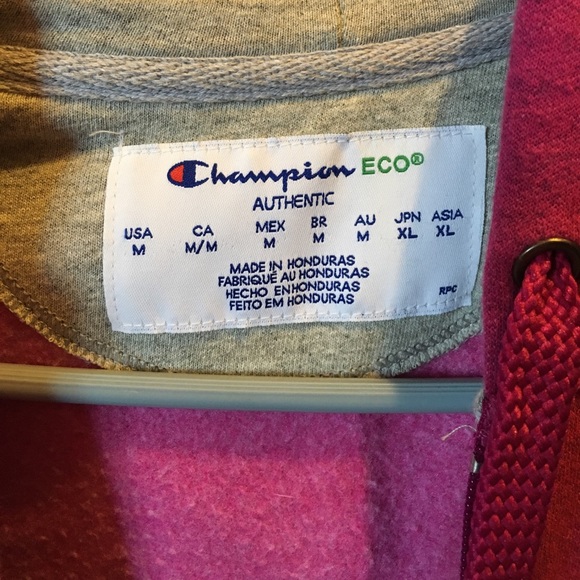 Champion ECO®
AUTHENTIC
USA CA MEX BR AU JPN ASIA
M M/M M M M XL XL
MADE IN HONDURAS
FABRIQUÉ AU HONDURAS
HECHO EN HONDURAS
FEITO EM HONDURAS
RPC